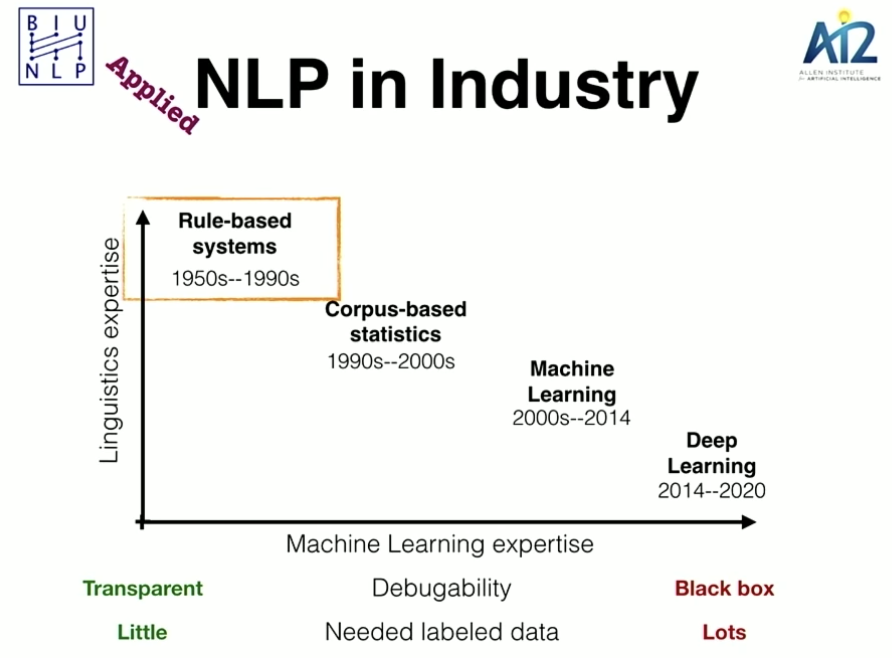 BIU
NLP
Applied
NLP in Industry
AI2
ALLEN INSTITUTE
for ARTIFICIAL INTELLIGENCE
Linguistics expertise
Rule-based
systems
1950s--1990s
Corpus-based
statistics
1990s--2000s
Machine
Learning
2000s--2014
Deep
Learning
2014--2020
Machine Learning expertise
Transparent Debugability Black box
Little Needed labeled data Lots